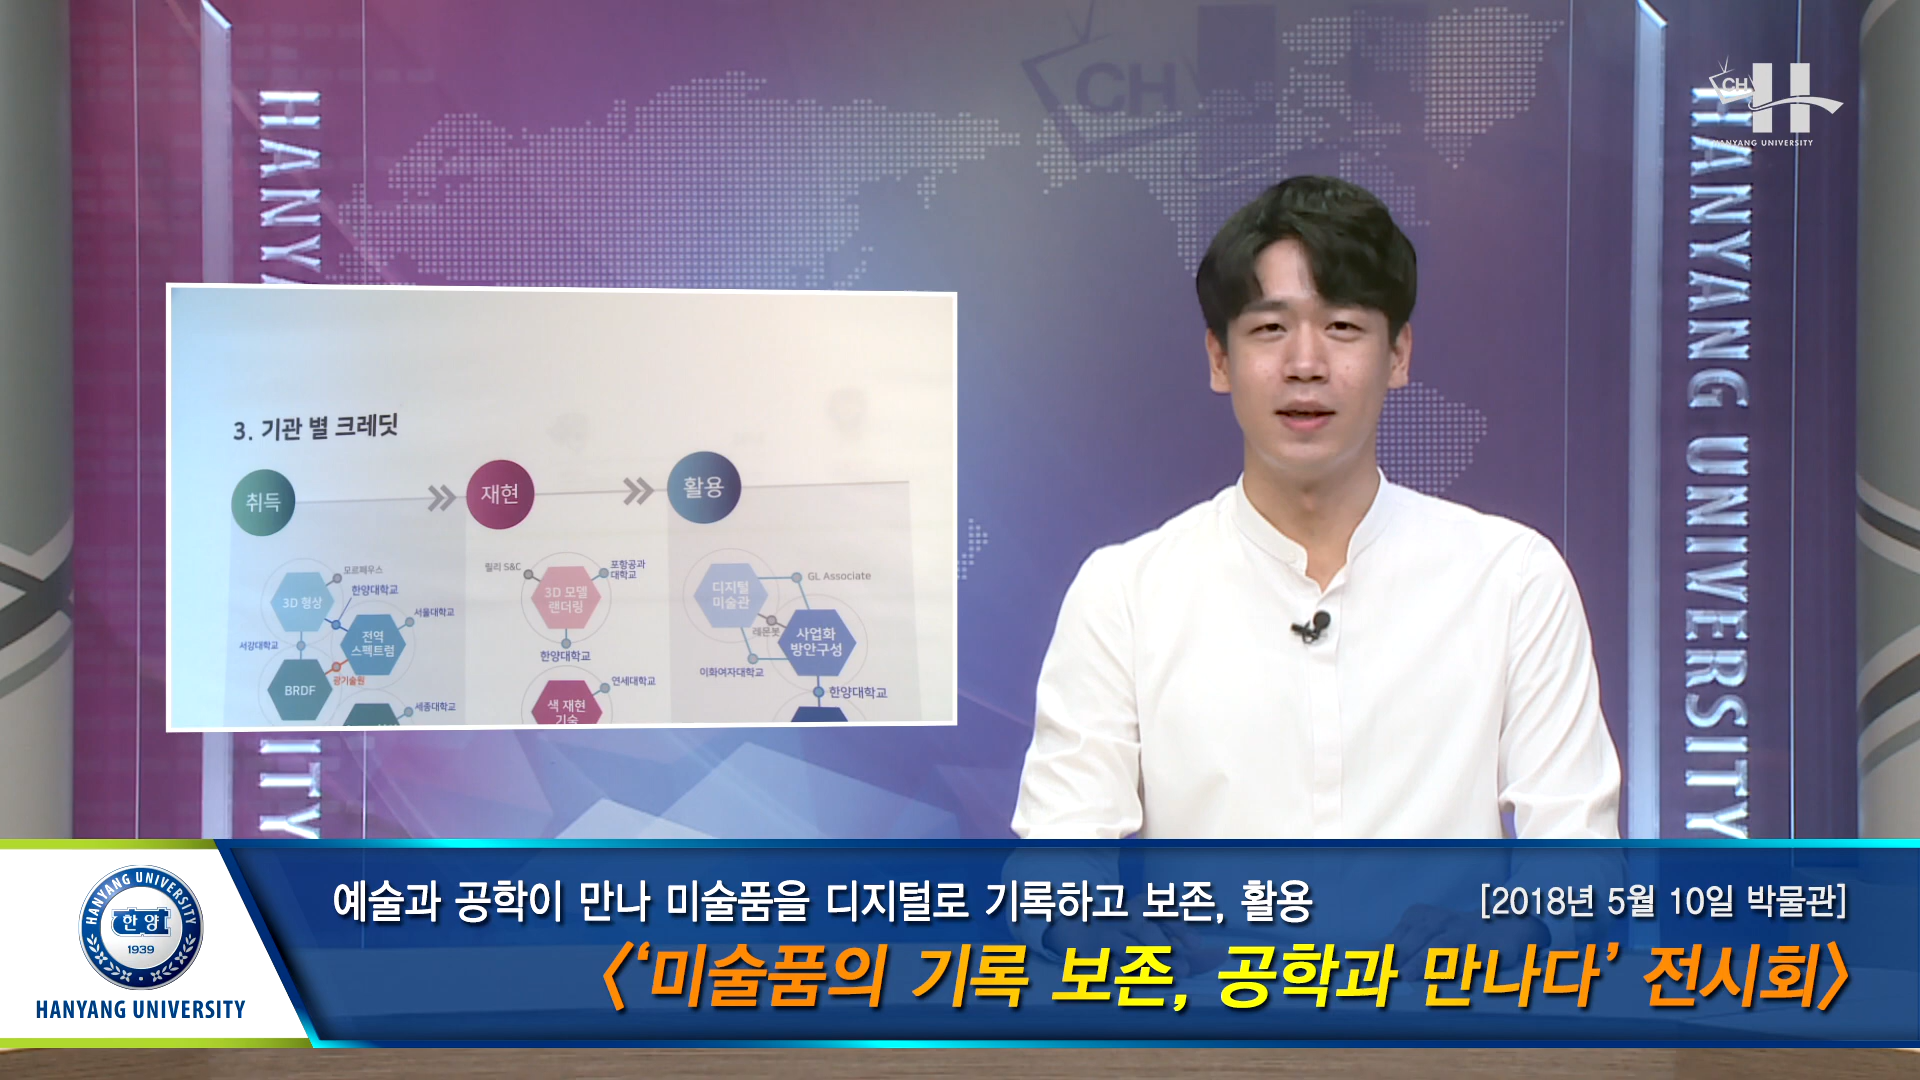 CH
HANYANG UNIVERSITY
CH
HANYANG UNIVERSITY
3. 기관 별 크레딧
취득
재현
활용
모르페우스
한양대학교
3D 형상
서울대학교
전역
스펙트럼
서강대학교
광기술원
BRDF
세종대학교
릴리 S&C
포항공과
대학교
3D 모델
랜더링
한양대학교
연세대학교
색 재현
기술
디지털
미술관
GL Associate
레몬봇
사업화
방안구성
이화여자대학교
한양대학교
예술과 공학이 만나 미술품을 디지털로 기록하고 보존, 활용
[2018년 5월 10일 박물관]
<‘미술품의 기록 보존, 공학과 만나다’ 전시회>
HANYANG UNIVERSITY
한양
1939
HANYANG UNIVERSITY